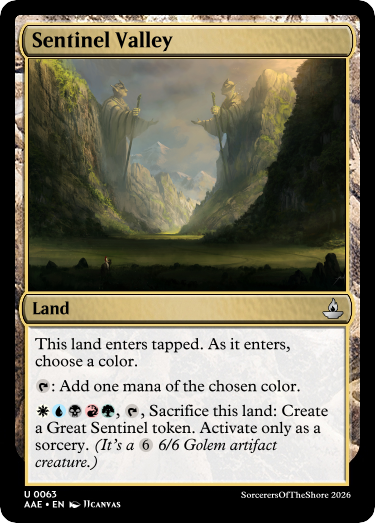 Sentinel Valley
Land
This land enters tapped. As it enters,
choose a color.
: Add one mana of the chosen color.
, , Sacrifice this land: Create
a Great Sentinel token. Activate only as a
sorcery. (It's a 6 6/6 Golem artifact
creature.)
U 0063
AAE • EN JJCANVAS
SorcerersOfTheShore 2026